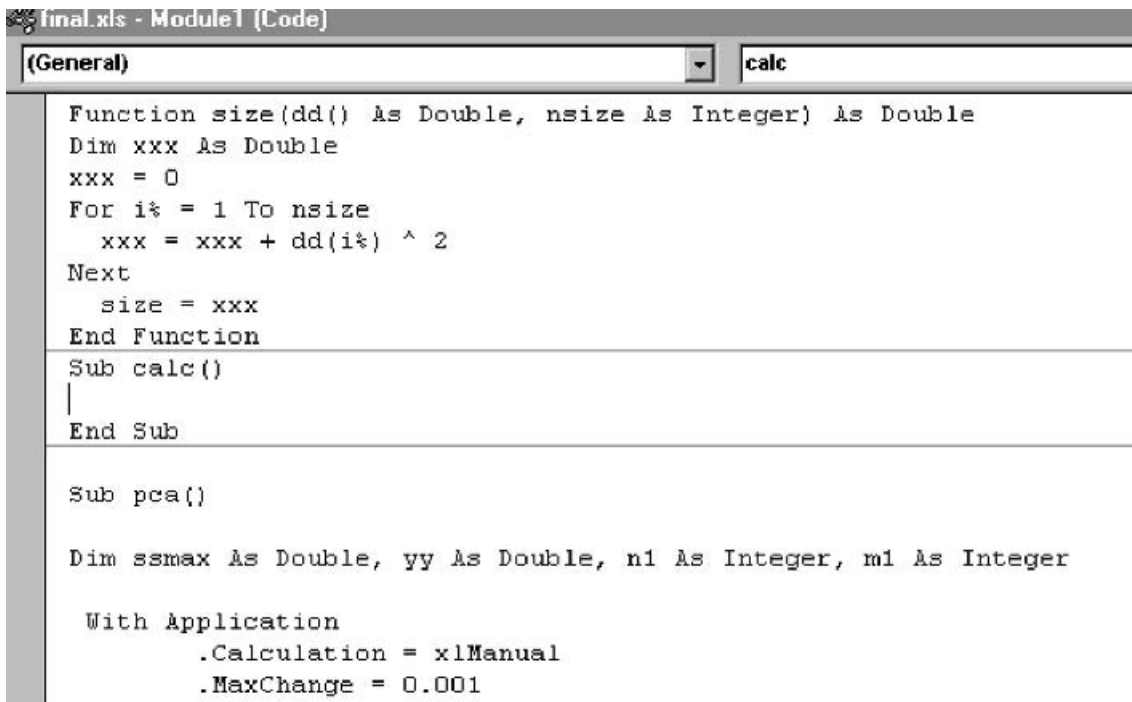 final.xls - Module1 (Code)
(General) calc
Function size(dd() As Double, nsize As Integer) As Double
Dim xxx As Double
xxx = 0
For i% = 1 To nsize
  xxx = xxx + dd(i%) ^ 2
Next
  size = xxx
End Function
Sub calc()
End Sub
Sub pca()
Dim ssmax As Double, yy As Double, n1 As Integer, m1 As Integer
 With Application
        .Calculation = xlManual
        .MaxChange = 0.001